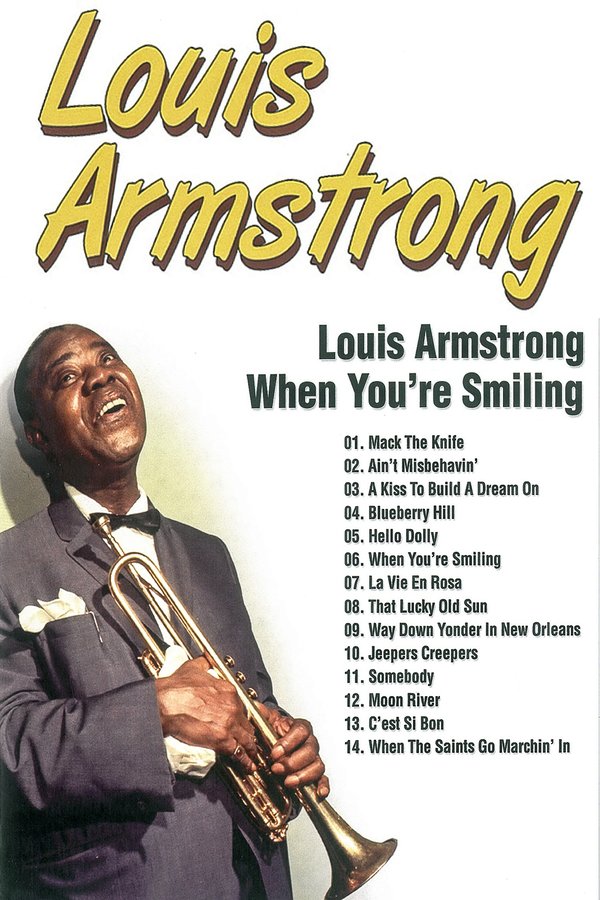 Louis
Armstrong
Louis Armstrong
When You're Smiling
01. Mack The Knife
02. Ain't Misbehavin'
03. A Kiss To Build A Dream On
04. Blueberry Hill
05. Hello Dolly
06. When You're Smiling
07. La Vie En Rosa
08. That Lucky Old Sun
09. Way Down Yonder In New Orleans
10. Jeepers Creepers
11. Somebody
12. Moon River
13. C'est Si Bon
14. When The Saints Go Marchin' In